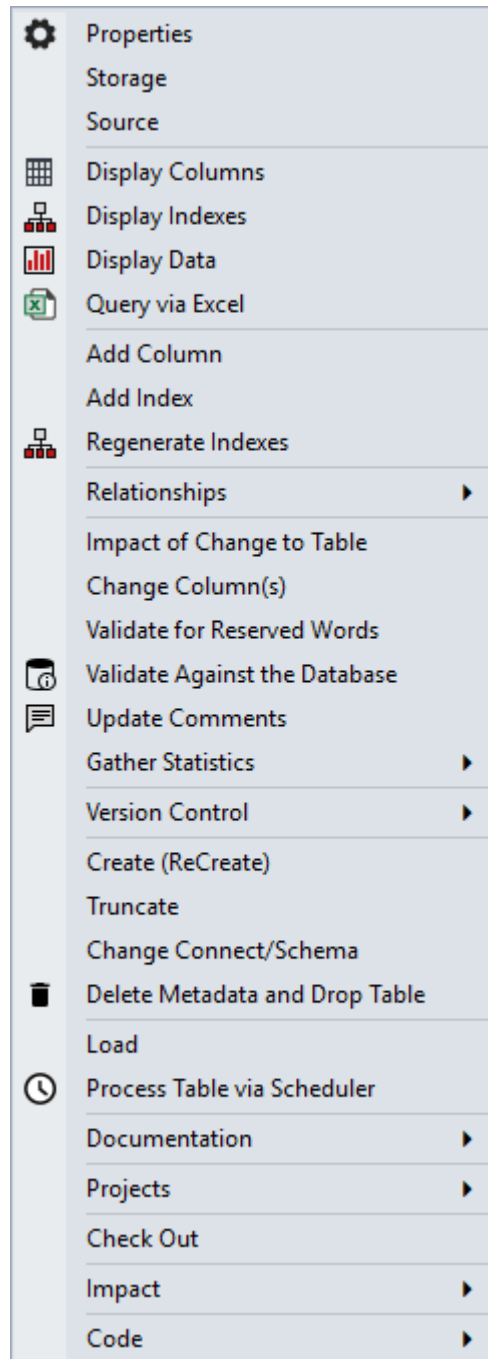 Properties
Storage
Source
Display Columns
Display Indexes
Display Data
Query via Excel
Add Column
Add Index
Regenerate Indexes
Relationships
Impact of Change to Table
Change Column(s)
Validate for Reserved Words
Validate Against the Database
Update Comments
Gather Statistics
Version Control
Create (ReCreate)
Truncate
Change Connect/Schema
Delete Metadata and Drop Table
Load
Process Table via Scheduler
Documentation
Projects
Check Out
Impact
Code